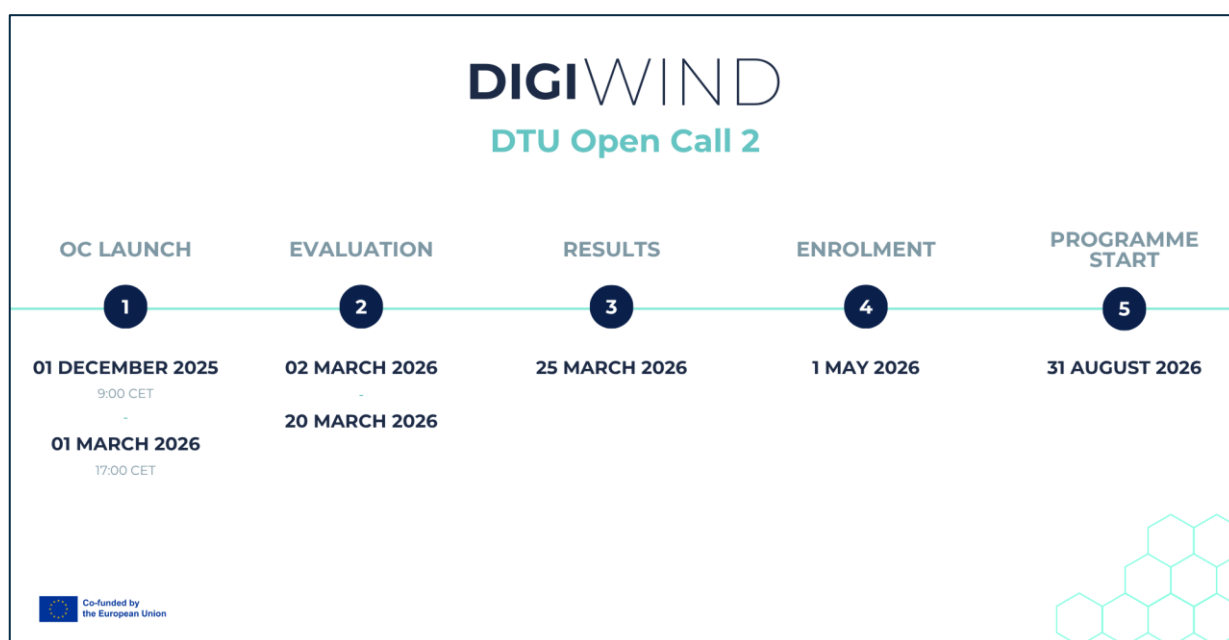 DIGIWIND
DTU Open Call 2
OC LAUNCH
1
01 DECEMBER 2025
9:00 CET
-
01 MARCH 2026
17:00 CET
EVALUATION
2
02 MARCH 2026
-
20 MARCH 2026
RESULTS
3
25 MARCH 2026
ENROLMENT
4
1 MAY 2026
PROGRAMME
START
5
31 AUGUST 2026
Co-funded by
the European Union